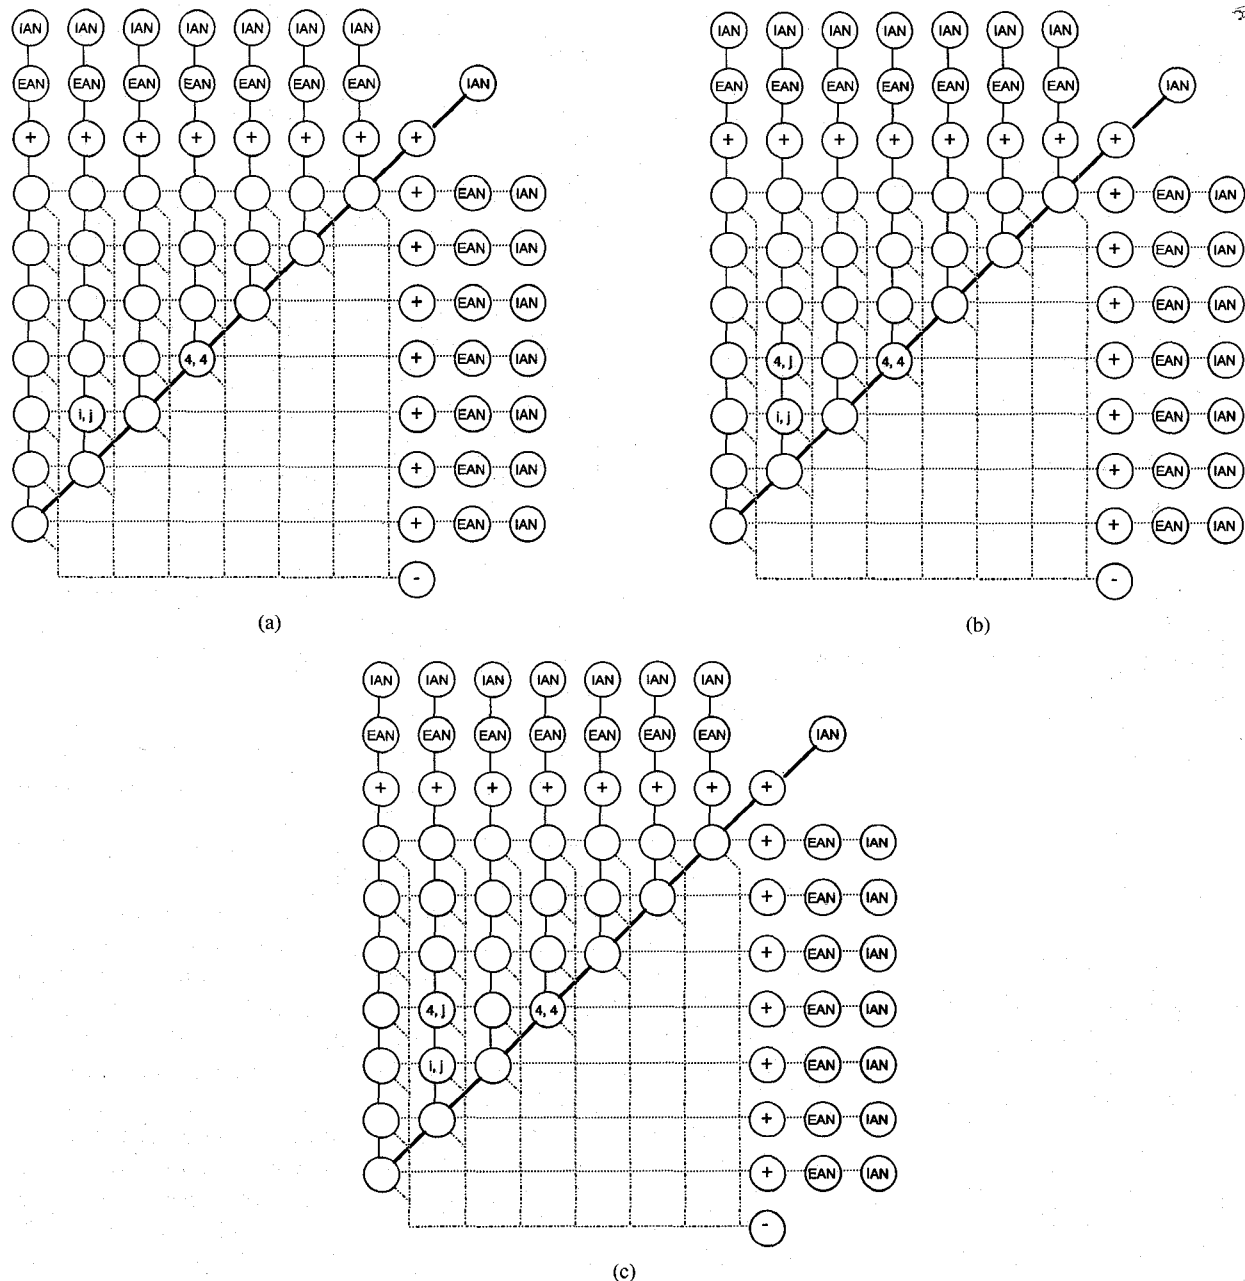 IAN IAN IAN IAN IAN IAN IAN
EAN EAN EAN EAN EAN EAN EAN IAN
+ + + + + + + +
+ EAN IAN
+ EAN IAN
+ EAN IAN
4, 4 + EAN IAN
i, j + EAN IAN
+ EAN IAN
+ EAN IAN
-
(a)
IAN IAN IAN IAN IAN IAN IAN
EAN EAN EAN EAN EAN EAN EAN IAN
+ + + + + + + +
+ EAN IAN
+ EAN IAN
+ EAN IAN
4, j 4, 4 + EAN IAN
i, j + EAN IAN
+ EAN IAN
+ EAN IAN
-
(b)
IAN IAN IAN IAN IAN IAN IAN
EAN EAN EAN EAN EAN EAN EAN IAN
+ + + + + + + +
+ EAN IAN
+ EAN IAN
+ EAN IAN
4, j 4, 4 + EAN IAN
i, j + EAN IAN
+ EAN IAN
+ EAN IAN
-
(c)